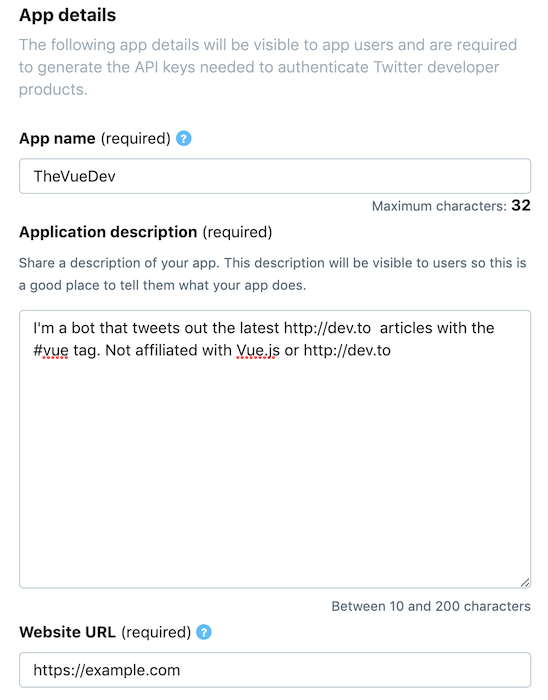 App details
The following app details will be visible to app users and are required
to generate the API keys needed to authenticate Twitter developer
products.
App name (required) ?
TheVueDev
Maximum characters: 32
Application description (required)
Share a description of your app. This description will be visible to users so this is
a good place to tell them what your app does.
I'm a bot that tweets out the latest http://dev.to  articles with the
#vue tag. Not affiliated with Vue.js or http://dev.to
Between 10 and 200 characters
Website URL (required) ?
https://example.com